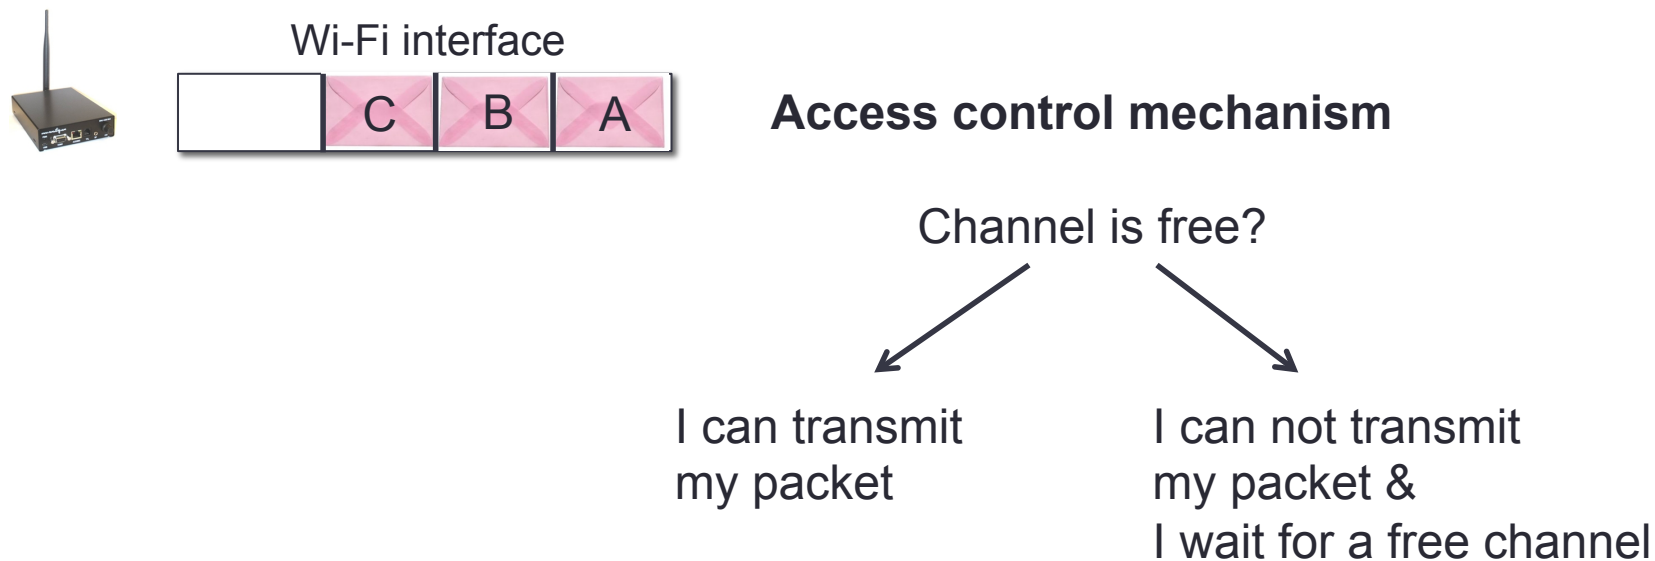 Wi-Fi interface
C B A
Access control mechanism
Channel is free?
I can transmit
my packet
I can not transmit
my packet &
I wait for a free channel